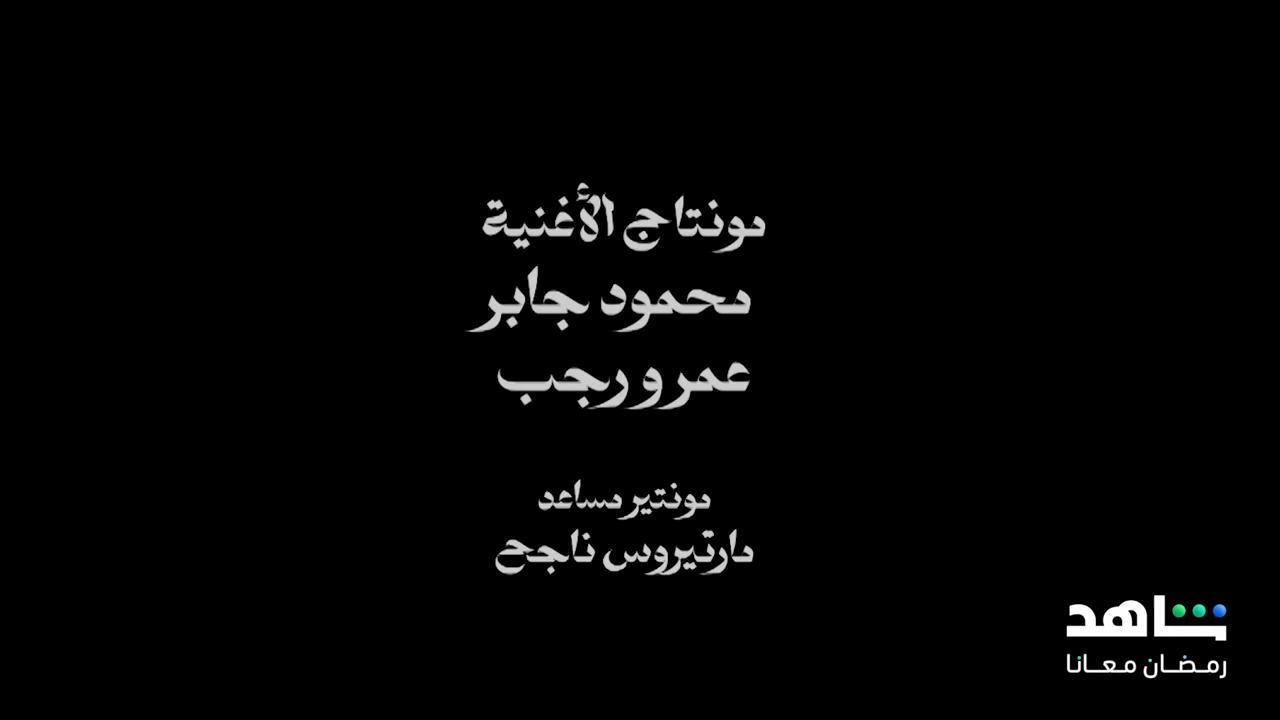 مونتاج الأغنية
محمود جابر
عمرو رجب
مونتير مساعد
مارتيروس ناجح
شاهد
رمضان معانا